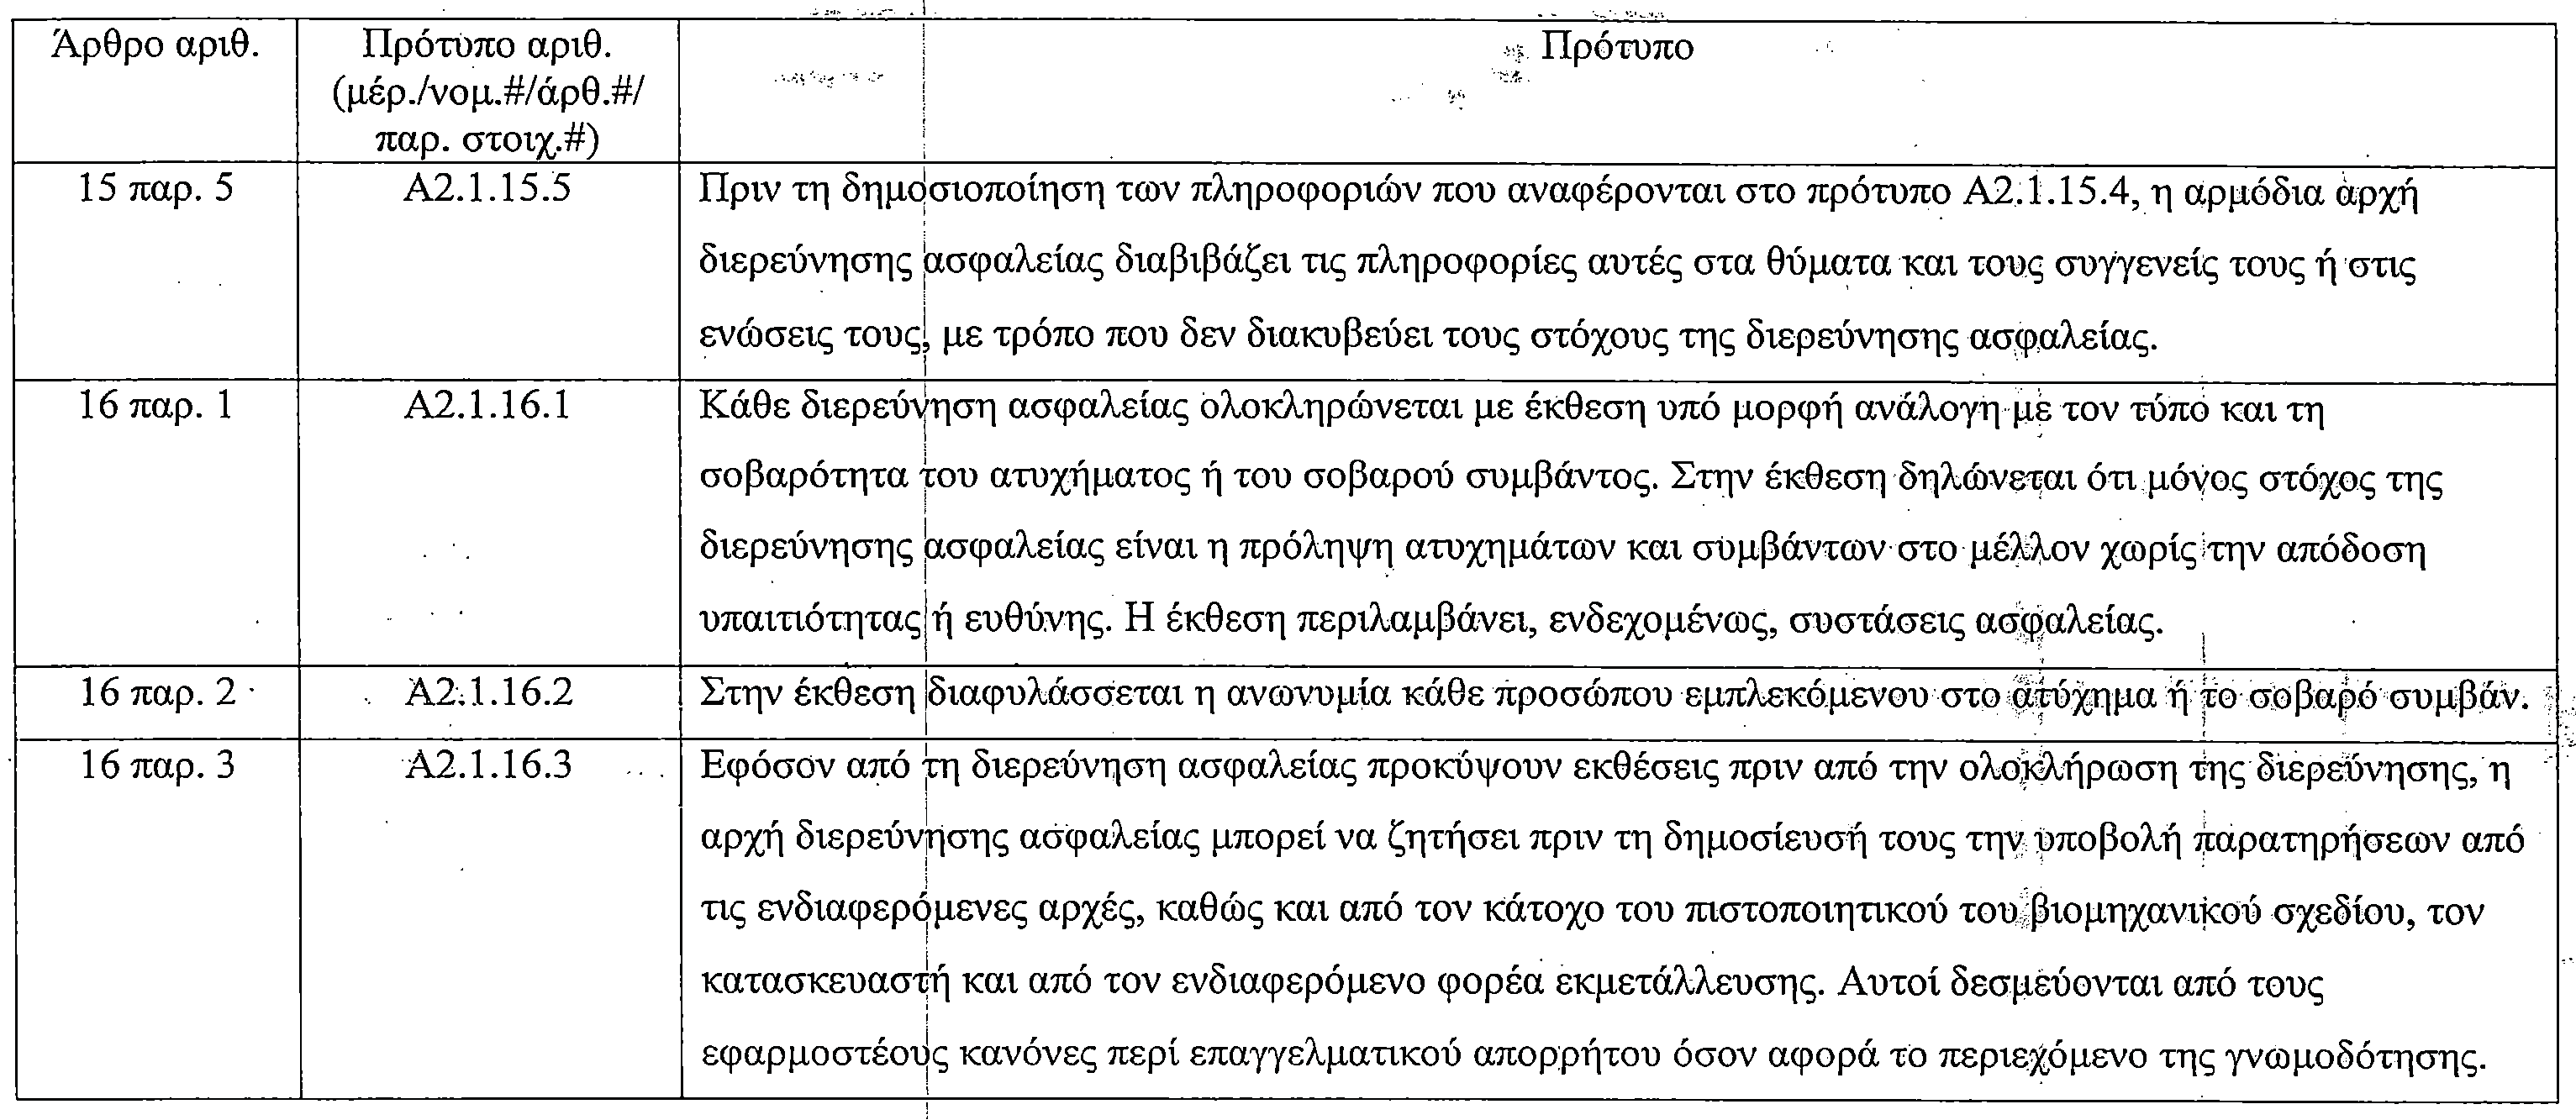 Άρθρο αριθ.
Πρότυπο αριθ.
(μέρ./νομ.#/άρθ.#/
παρ. στοιχ.#)
Πρότυπο
15 παρ. 5
Α2.1.15.5
Πριν τη δημοσιοποίηση των πληροφοριών που αναφέρονται στο πρότυπο Α2.1.15.4, η αρμόδια αρχή
διερεύνησης ασφαλείας διαβιβάζει τις πληροφορίες αυτές στα θύματα και τους συγγενείς τους ή στις
ενώσεις τους, με τρόπο που δεν διακυβεύει τους στόχους της διερεύνησης ασφαλείας.
16 παρ. 1
Α2.1.16.1
Κάθε διερεύνηση ασφαλείας ολοκληρώνεται με έκθεση υπό μορφή ανάλογη με τον τύπο και τη
σοβαρότητα του ατυχήματος ή του σοβαρού συμβάντος. Στην έκθεση δηλώνεται ότι μόνος στόχος της
διερεύνησης ασφαλείας είναι η πρόληψη ατυχημάτων και συμβάντων στο μέλλον χωρίς την απόδοση
υπαιτιότητας ή ευθύνης. Η έκθεση περιλαμβάνει, ενδεχομένως, συστάσεις ασφαλείας.
16 παρ. 2
Α2.1.16.2
Στην έκθεση διαφυλάσσεται η ανωνυμία κάθε προσώπου εμπλεκόμενου στο ατύχημα ή το σοβαρό συμβάν.
16 παρ. 3
Α2.1.16.3
Εφόσον από τη διερεύνηση ασφαλείας προκύψουν εκθέσεις πριν από την ολοκλήρωση της διερεύνησης, η
αρχή διερεύνησης ασφαλείας μπορεί να ζητήσει πριν τη δημοσίευσή τους την υποβολή παρατηρήσεων από
τις ενδιαφερόμενες αρχές, καθώς και από τον κάτοχο του πιστοποιητικού του βιομηχανικού σχεδίου, τον
κατασκευαστή και από τον ενδιαφερόμενο φορέα εκμετάλλευσης. Αυτοί δεσμεύονται από τους
εφαρμοστέους κανόνες περί επαγγελματικού απορρήτου όσον αφορά το περιεχόμενο της γνωμοδότησης.